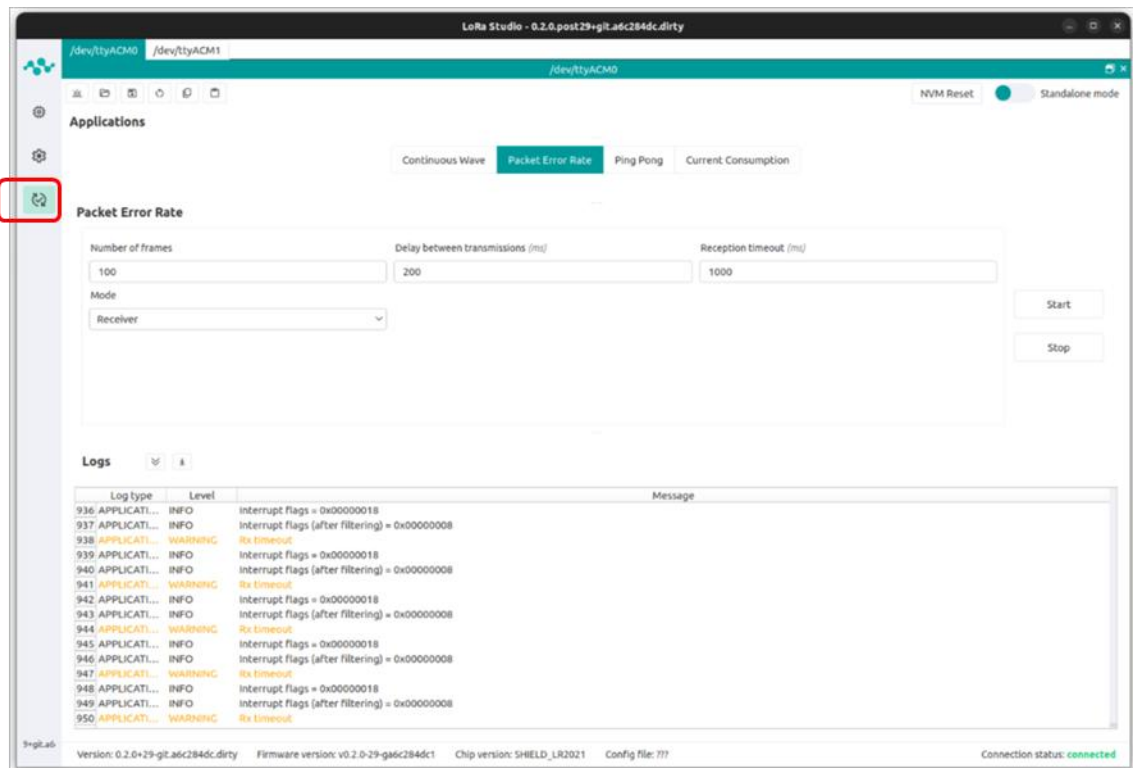 LoRa Studio - 0.2.0.post29+git.a6c284dc.dirty
/dev/ttyACM0 /dev/ttyACM1
/dev/ttyACM0
NVM Reset Standalone mode
Applications
Continuous Wave Packet Error Rate Ping Pong Current Consumption
Packet Error Rate
Number of frames Delay between transmissions (ms) Reception timeout (ms)
100 200 1000
Mode
Receiver
Start
Stop
Logs
Log type Level Message
936 APPLICATI... INFO Interrupt flags = 0x00000018
937 APPLICATI... INFO Interrupt flags (after filtering) = 0x00000008
938 APPLICATI... WARNING Rx timeout
939 APPLICATI... INFO Interrupt flags = 0x00000018
940 APPLICATI... INFO Interrupt flags (after filtering) = 0x00000008
941 APPLICATI... WARNING Rx timeout
942 APPLICATI... INFO Interrupt flags = 0x00000018
943 APPLICATI... INFO Interrupt flags (after filtering) = 0x00000008
944 APPLICATI... WARNING Rx timeout
945 APPLICATI... INFO Interrupt flags = 0x00000018
946 APPLICATI... INFO Interrupt flags (after filtering) = 0x00000008
947 APPLICATI... WARNING Rx timeout
948 APPLICATI... INFO Interrupt flags = 0x00000018
949 APPLICATI... INFO Interrupt flags (after filtering) = 0x00000008
950 APPLICATI... WARNING Rx timeout
9+git.a6
Version: 0.2.0+29-git.a6c284dc.dirty Firmware version: v0.2.0-29-ga6c284dc1 Chip version: SHIELD_LR2021 Config file: ??? Connection status: connected